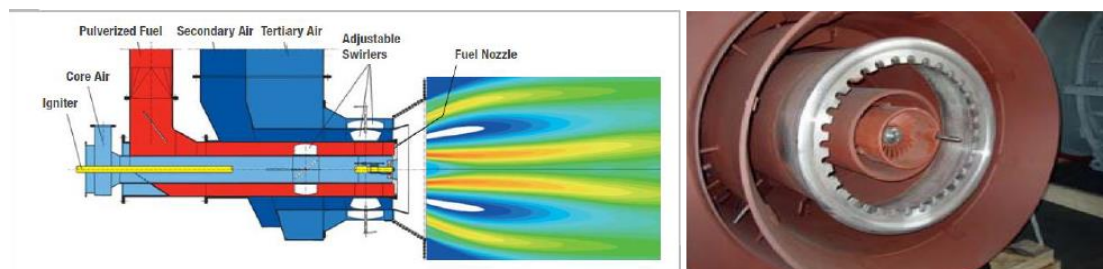 Pulverized Fuel
Secondary Air
Tertiary Air
Adjustable
Swirlers
Fuel Nozzle
Core Air
Igniter